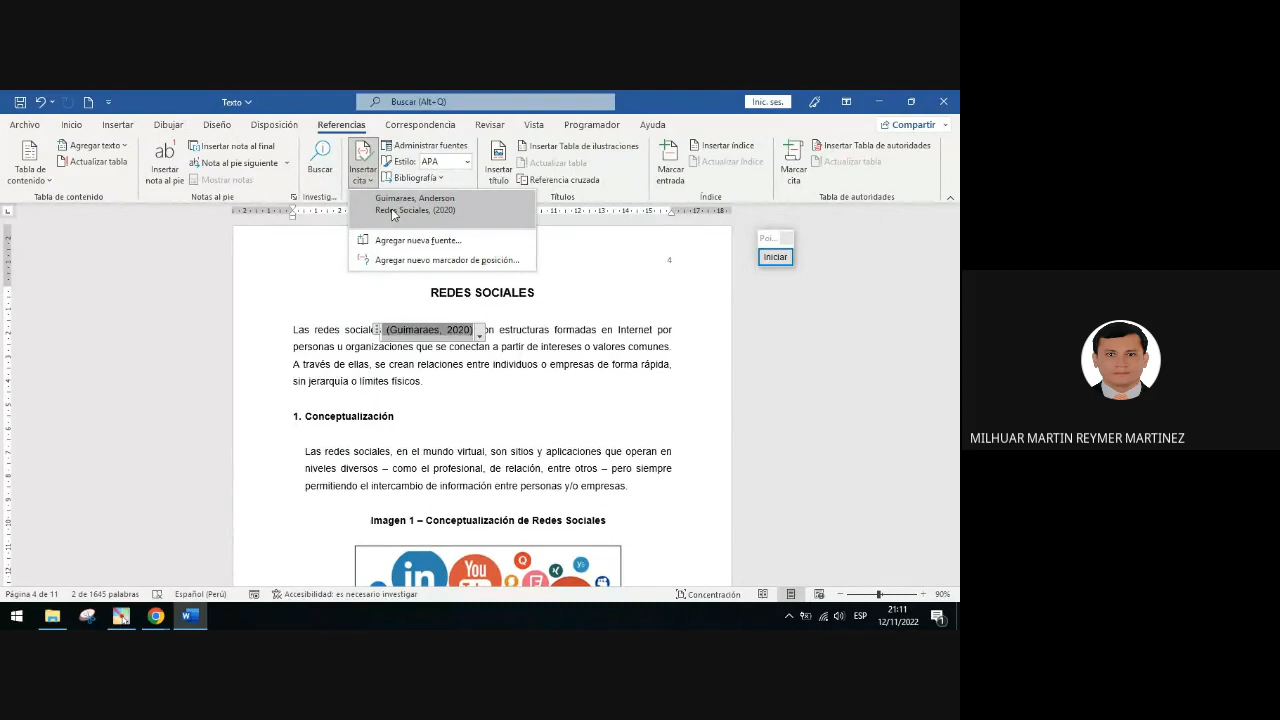 Texto
Buscar (Alt+Q)
Inic. ses.
Archivo Inicio Insertar Dibujar Diseño Disposición Referencias Correspondencia Revisar Vista Programador Ayuda Compartir
Tabla de contenido
Agregar texto
Actualizar tabla
Tabla de contenido
ab
Insertar nota al pie
Insertar nota al final
Nota al pie siguiente
Mostrar notas
Notas al pie
Buscar
Investig...
Insertar cita
Administrar fuentes
Estilo: APA
Bibliografía
Insertar título
Insertar Tabla de ilustraciones
Actualizar tabla
Referencia cruzada
Títulos
Marcar entrada
Insertar índice
Actualizar índice
Índice
Marcar cita
Insertar Tabla de autoridades
Actualizar tabla
Tabla de autoridades
Guimaraes, Anderson
Redes Sociales, (2020)
Agregar nueva fuente...
Agregar nuevo marcador de posición...
Poi...
Iniciar
4
REDES SOCIALES
Las redes sociales (Guimaraes, 2020) on estructuras formadas en Internet por
personas u organizaciones que se conectan a partir de intereses o valores comunes.
A través de ellas, se crean relaciones entre individuos o empresas de forma rápida,
sin jerarquía o límites físicos.
1. Conceptualización
Las redes sociales, en el mundo virtual, son sitios y aplicaciones que operan en
niveles diversos – como el profesional, de relación, entre otros – pero siempre
permitiendo el intercambio de información entre personas y/o empresas.
Imagen 1 – Conceptualización de Redes Sociales
in
You
MILHUAR MARTIN REYMER MARTINEZ
Página 4 de 11 2 de 1645 palabras Español (Perú) Accesibilidad: es necesario investigar Concentración 90%
ESP
21:11
12/11/2022